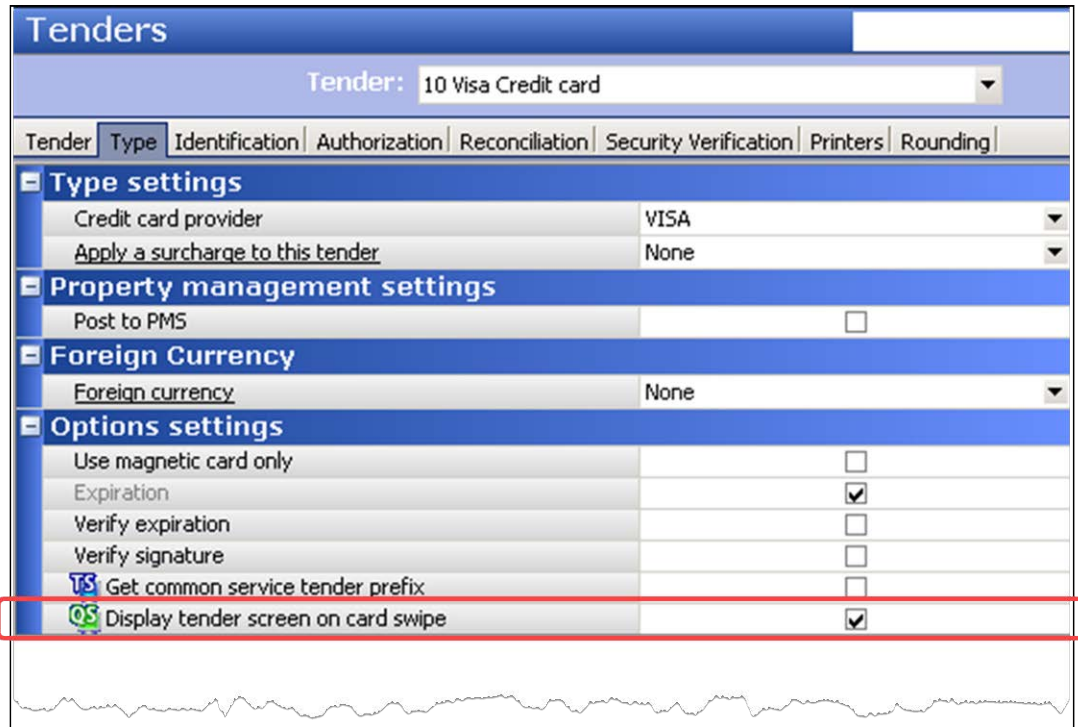 Tenders
Tender: 10 Visa Credit card
Tender Type Identification Authorization Reconciliation Security Verification Printers Rounding
Type settings
Credit card provider VISA
Apply a surcharge to this tender None
Property management settings
Post to PMS
Foreign Currency
Foreign currency None
Options settings
Use magnetic card only
Expiration
Verify expiration
Verify signature
TS Get common service tender prefix
QS Display tender screen on card swipe